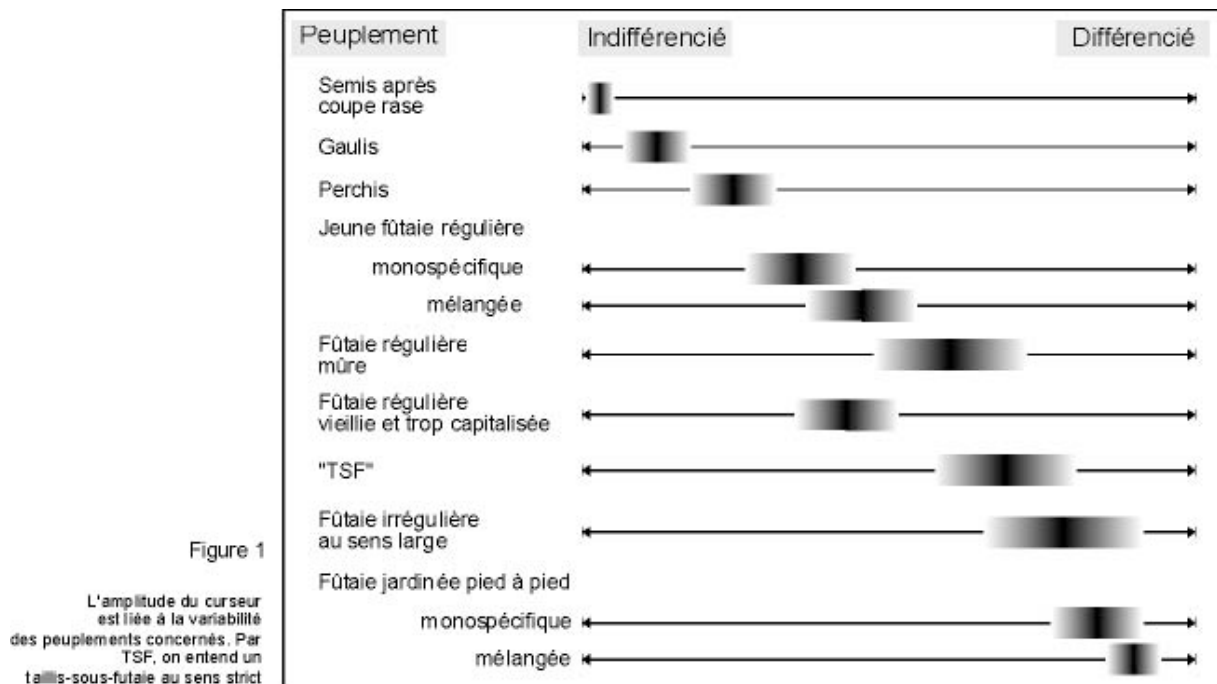 Peuplement
Indifférencié
Différencié
Semis après
coupe rase
Gaulis
Perchis
Jeune fûtaie régulière
monospécifique
mélangée
Fûtaie régulière
mûre
Fûtaie régulière
vieillie et trop capitalisée
"TSF"
Fûtaie irrégulière
au sens large
Fûtaie jardinée pied à pied
monospécifique
mélangée
Figure 1
L'amplitude du curseur
est liée à la variabilité
des peuplements concernés. Par
TSF, on entend un
taillis-sous-futaie au sens strict